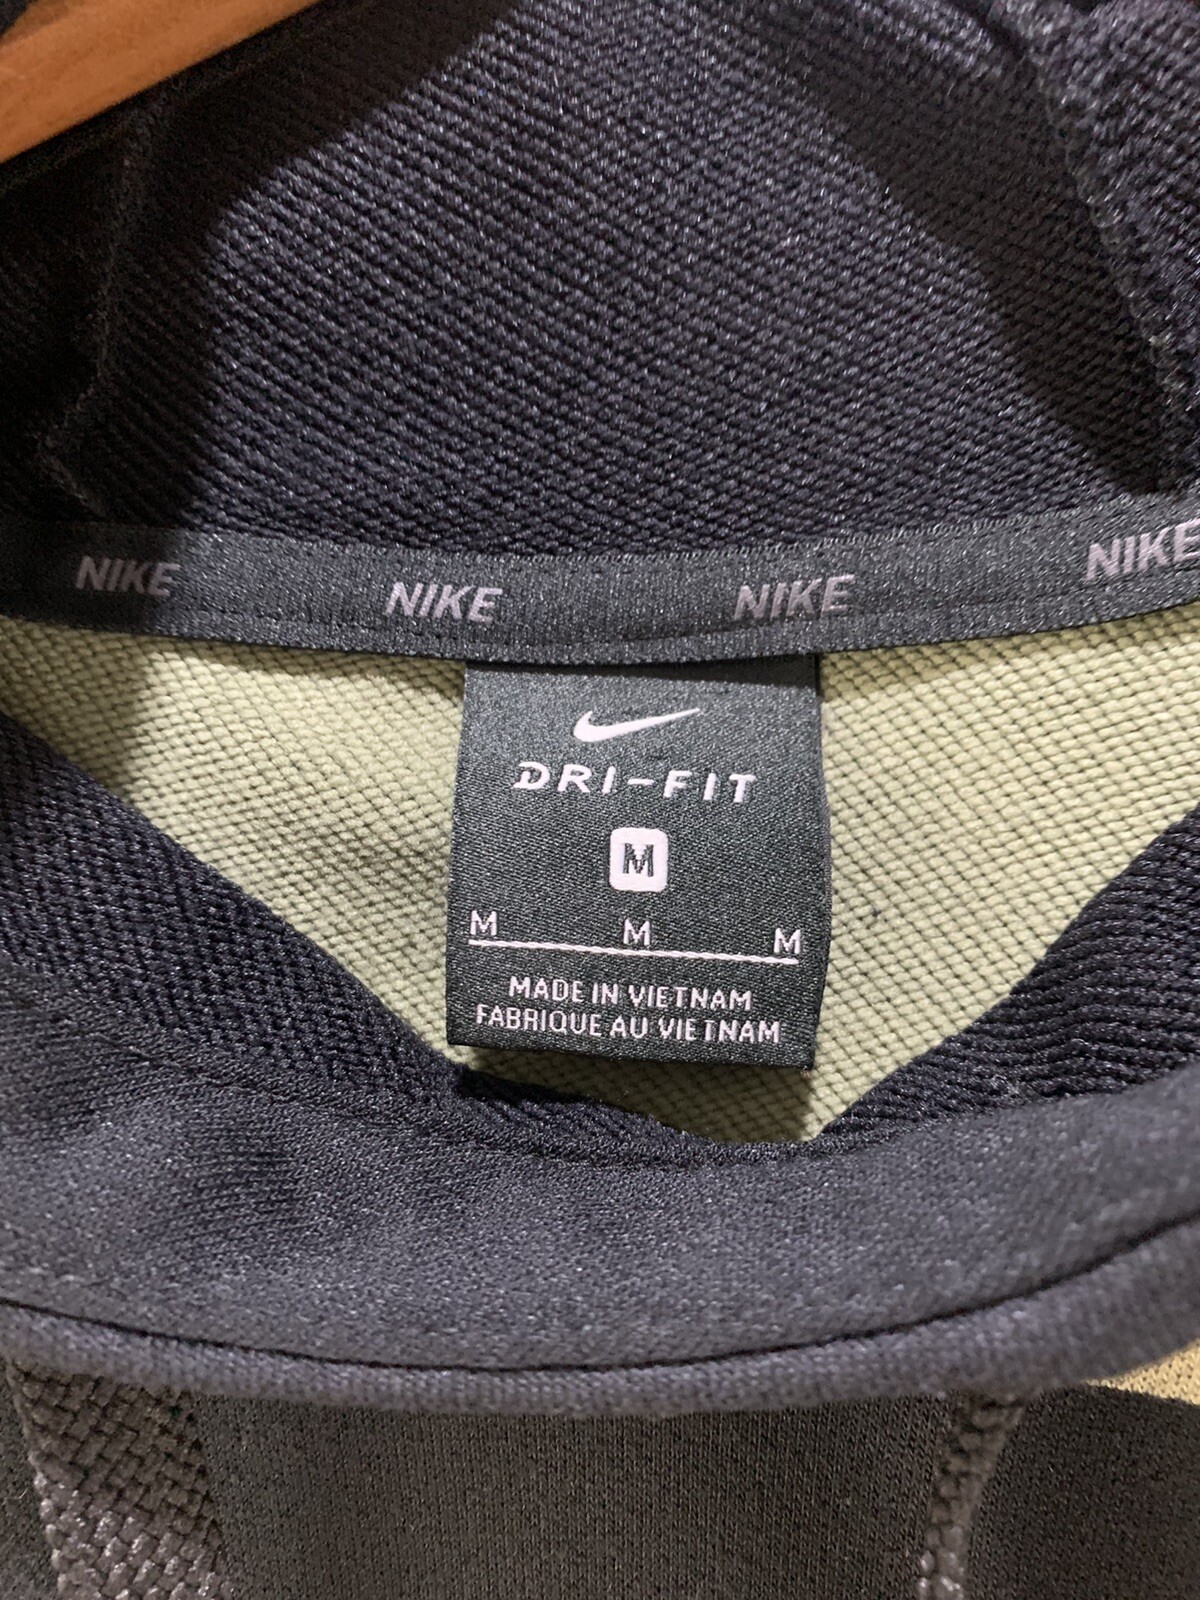 NIKE NIKE NIKE NIKE
DRI-FIT
M
M M M
MADE IN VIETNAM
FABRIQUE AU VIETNAM